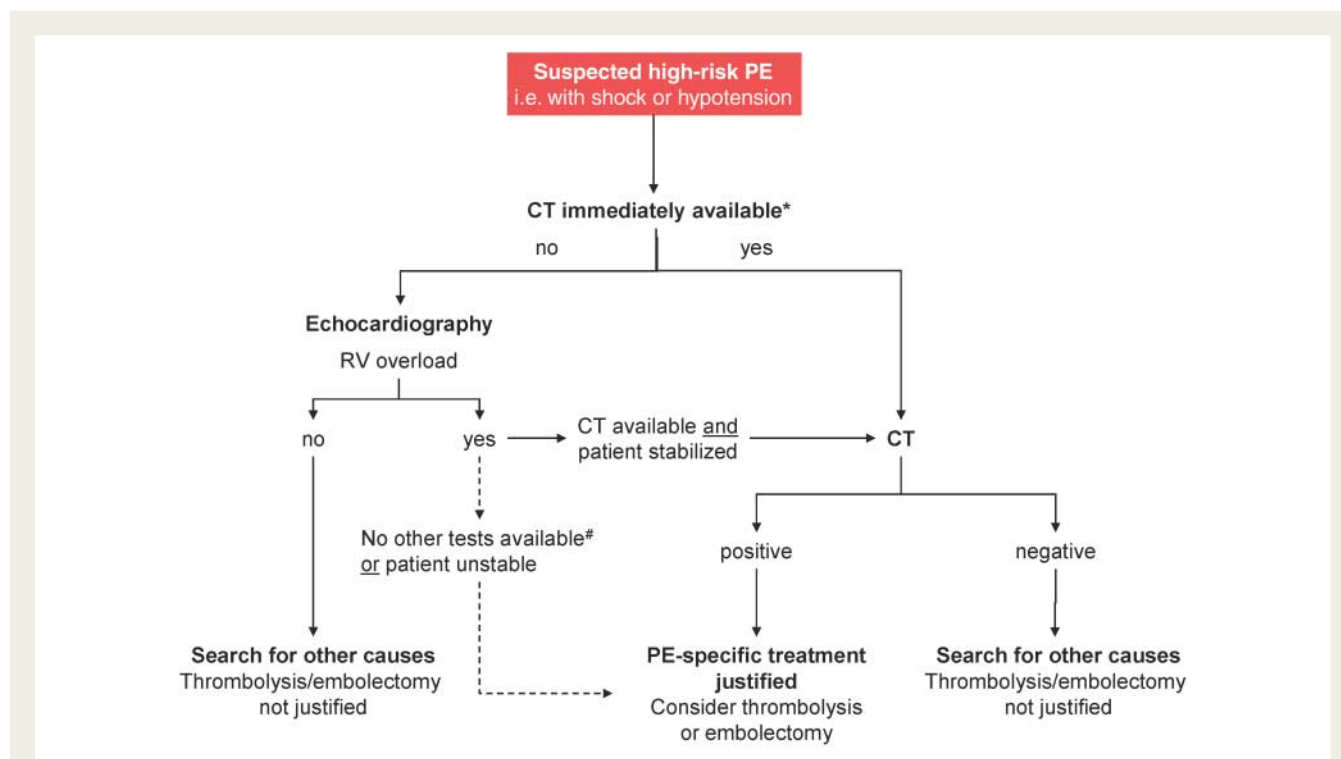 Suspected high-risk PE
i.e. with shock or hypotension
CT immediately available*
no
yes
Echocardiography
RV overload
no
yes
CT available and
patient stabilized
CT
No other tests available#
or patient unstable
positive
negative
Search for other causes
Thrombolysis/embolectomy
not justified
PE-specific treatment
justified
Consider thrombolysis
or embolectomy
Search for other causes
Thrombolysis/embolectomy
not justified